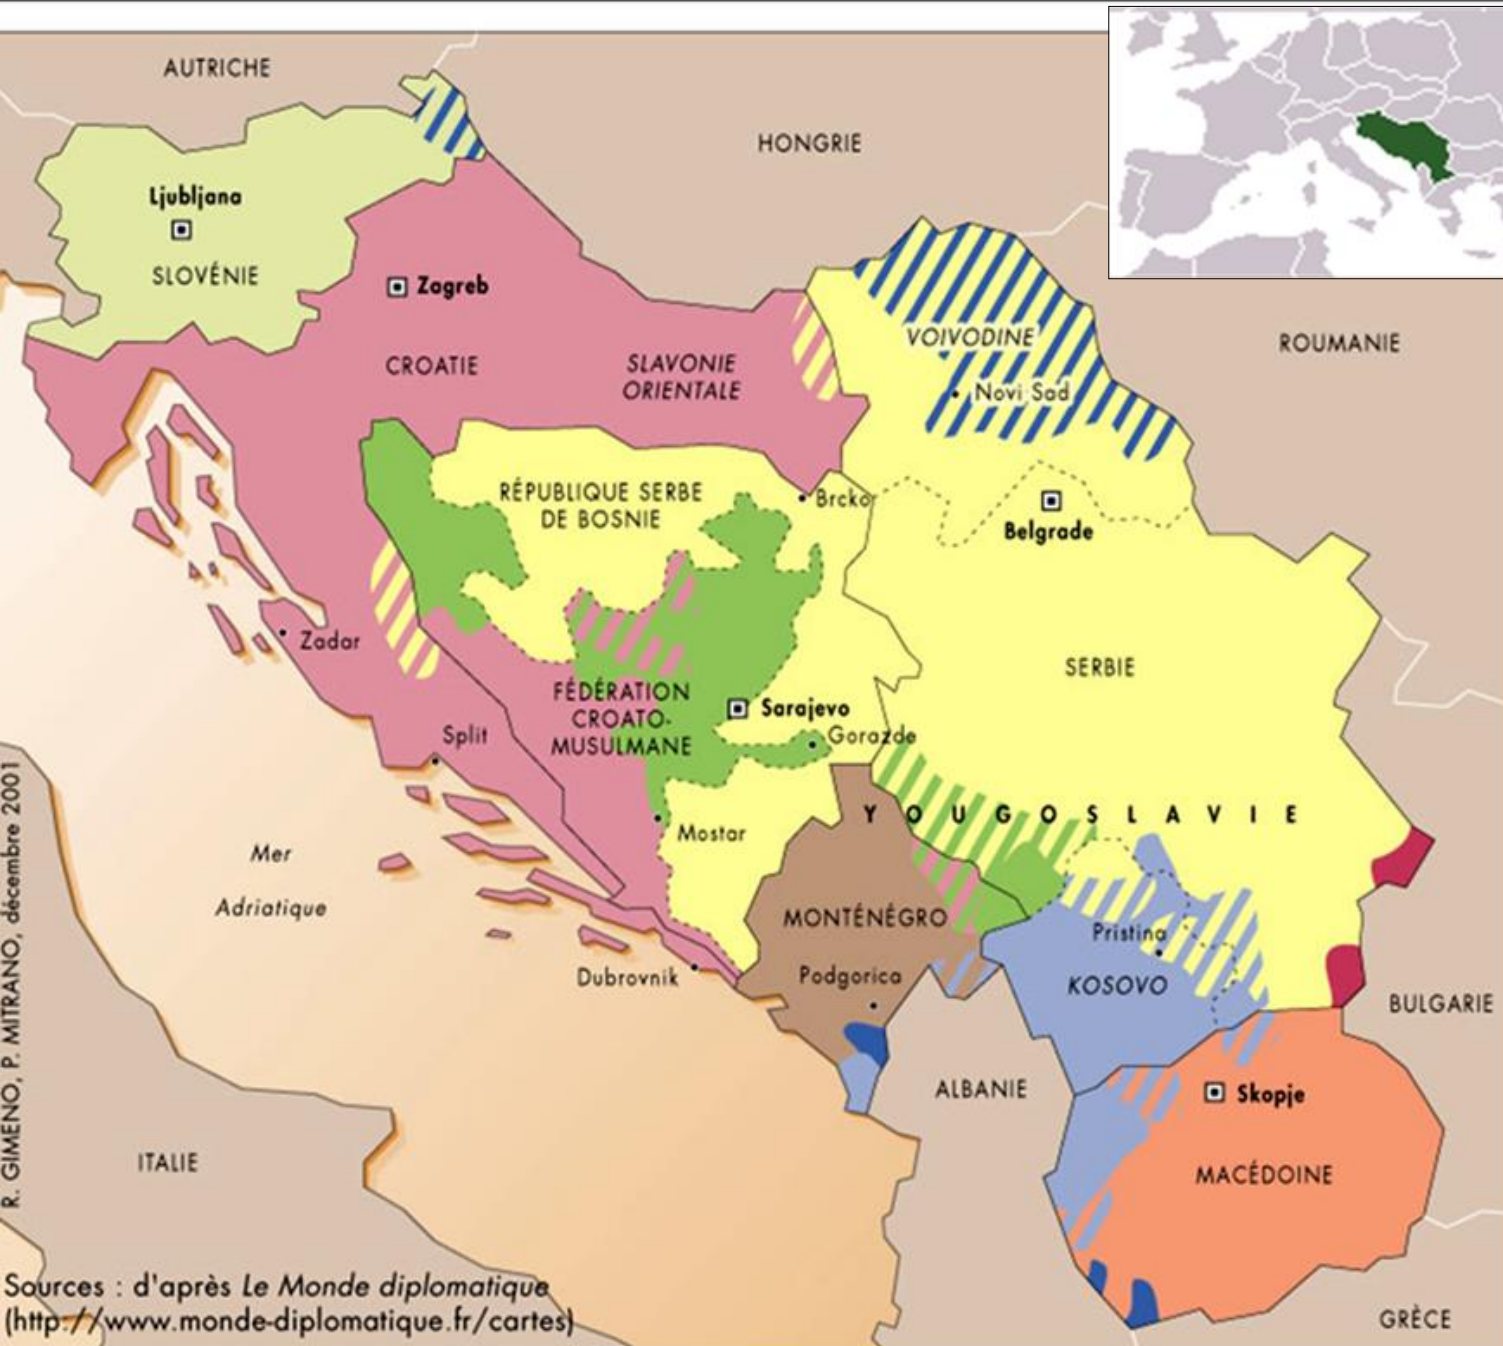 AUTRICHE
HONGRIE
Ljubljana
SLOVÉNIE
Zagreb
CROATIE
SLAVONIE
ORIENTALE
VOIVODINE
Novi Sad
ROUMANIE
RÉPUBLIQUE SERBE
DE BOSNIE
Brcko
Belgrade
Zadar
SERBIE
FÉDÉRATION
CROATO-
MUSULMANE
Sarajevo
Gorazde
Split
YOUGOSLAVIE
Mostar
Mer
Adriatique
MONTÉNÉGRO
Pristina
Dubrovnik
Podgorica
KOSOVO
BULGARIE
ALBANIE
Skopje
ITALIE
MACÉDOINE
GRÈCE
R. GIMENO, P. MITRANO, décembre 2001
Sources : d'après Le Monde diplomatique
(http://www.monde-diplomatique.fr/cartes)